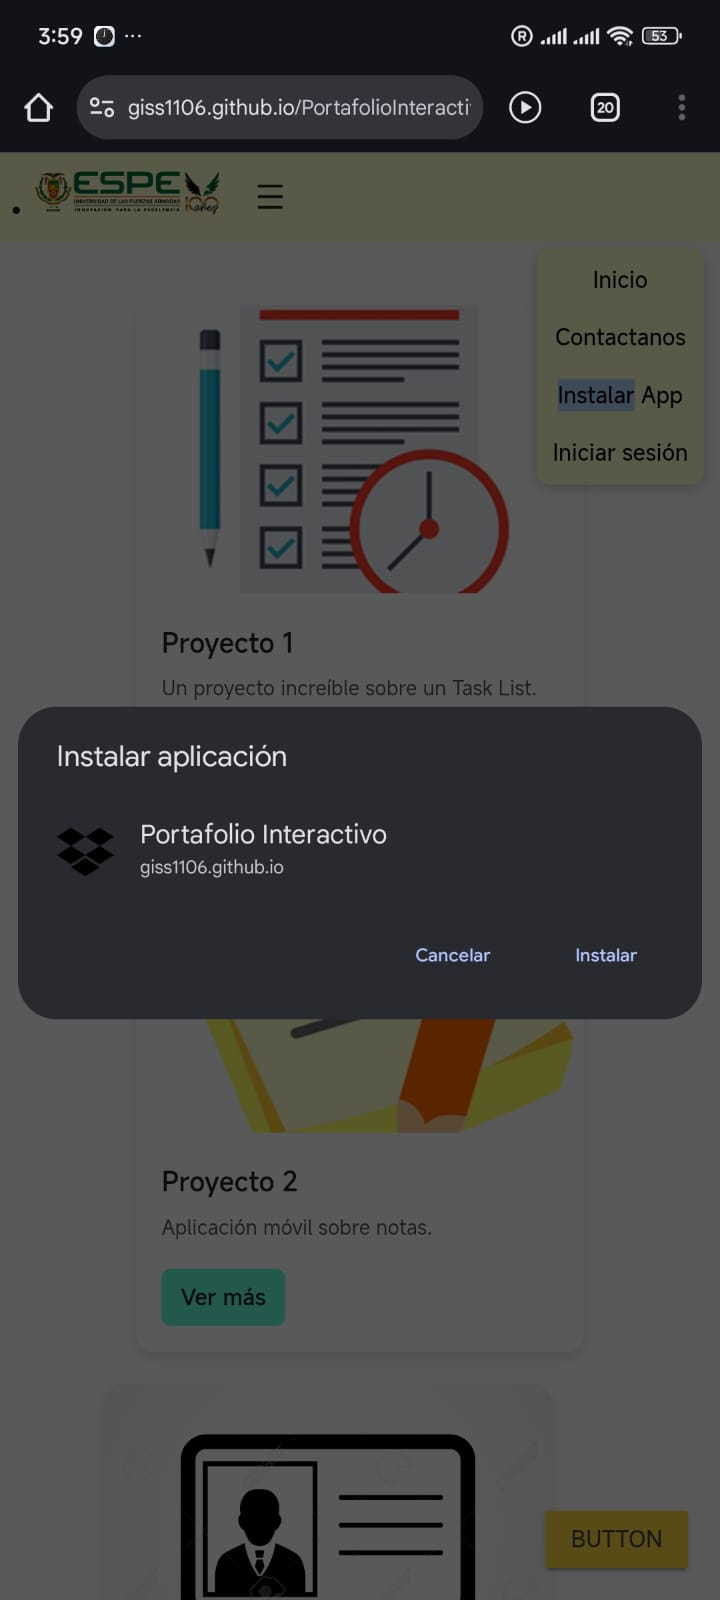 3:59 ...
R 53
giss1106.github.io/PortafolioInteracti
20
ESPE
UNIVERSIDAD DE LAS FUERZAS ARMADAS
INNOVACIÓN PARA LA EXCELENCIA
100 años
Inicio
Contactanos
Instalar App
Iniciar sesión
Proyecto 1
Un proyecto increíble sobre un Task List.
Instalar aplicación
Portafolio Interactivo
giss1106.github.io
Cancelar Instalar
Proyecto 2
Aplicación móvil sobre notas.
Ver más
BUTTON